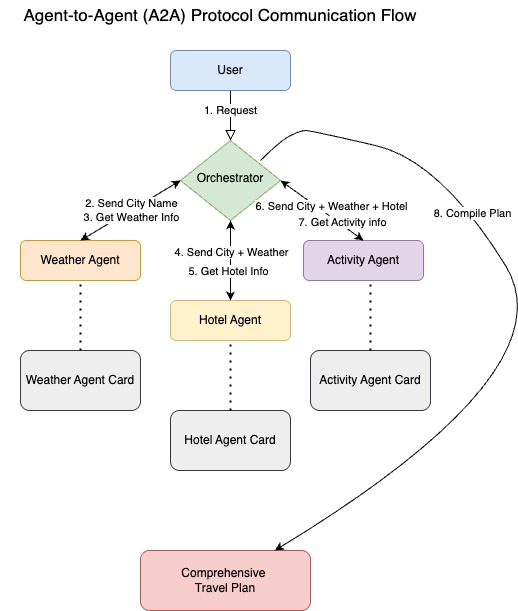 Agent-to-Agent (A2A) Protocol Communication Flow
User
1. Request
Orchestrator
2. Send City Name
3. Get Weather Info
6. Send City + Weather + Hotel
7. Get Activity info
8. Compile Plan
4. Send City + Weather
5. Get Hotel Info
Weather Agent
Activity Agent
Hotel Agent
Weather Agent Card
Activity Agent Card
Hotel Agent Card
Comprehensive
Travel Plan